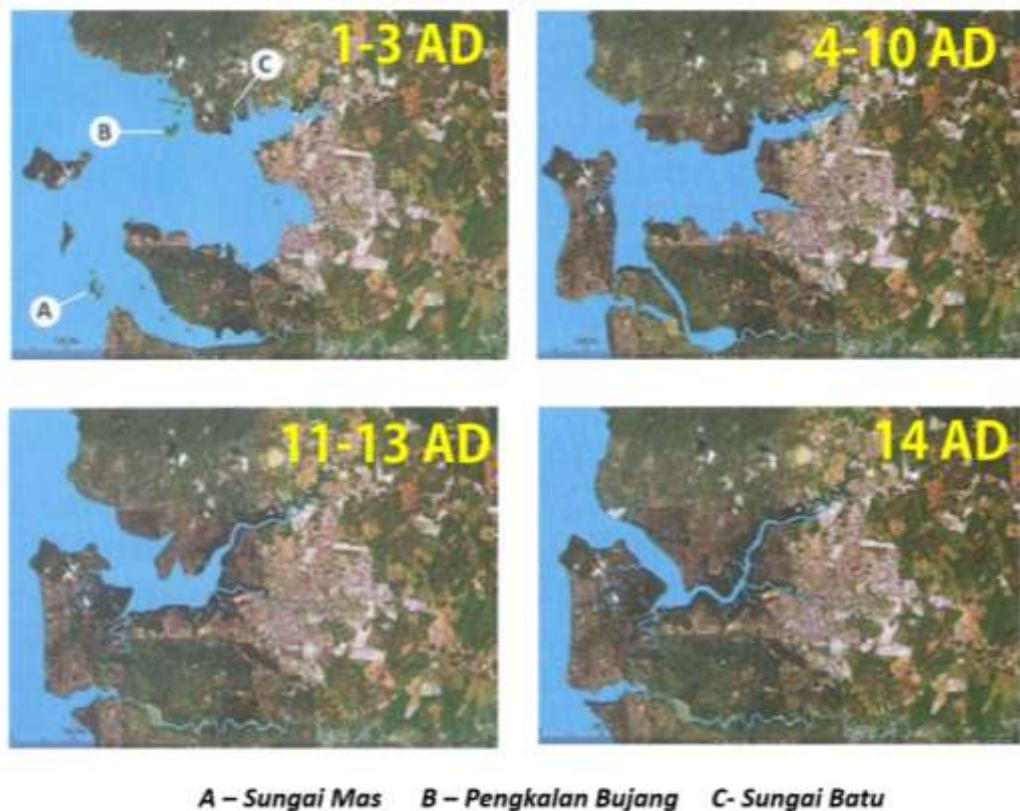 1-3 AD
4-10 AD
C
B
A
11-13 AD
14 AD
A – Sungai Mas B – Pengkalan Bujang C- Sungai Batu